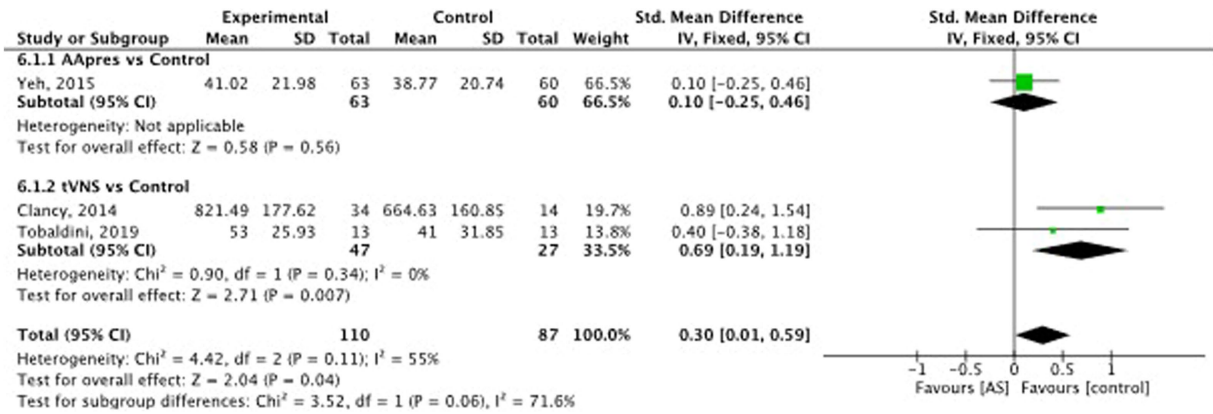 Experimental Control Std. Mean Difference Std. Mean Difference
Study or Subgroup Mean SD Total Mean SD Total Weight IV, Fixed, 95% CI IV, Fixed, 95% CI
6.1.1 AApres vs Control
Yeh, 2015 41.02 21.98 63 38.77 20.74 60 66.5% 0.10 [-0.25, 0.46]
Subtotal (95% CI) 63 60 66.5% 0.10 [-0.25, 0.46]
Heterogeneity: Not applicable
Test for overall effect: Z = 0.58 (P = 0.56)
6.1.2 tVNS vs Control
Clancy, 2014 821.49 177.62 34 664.63 160.85 14 19.7% 0.89 [0.24, 1.54]
Tobaldini, 2019 53 25.93 13 41 31.85 13 13.8% 0.40 [-0.38, 1.18]
Subtotal (95% CI) 47 27 33.5% 0.69 [0.19, 1.19]
Heterogeneity: Chi² = 0.90, df = 1 (P = 0.34); I² = 0%
Test for overall effect: Z = 2.71 (P = 0.007)
Total (95% CI) 110 87 100.0% 0.30 [0.01, 0.59]
Heterogeneity: Chi² = 4.42, df = 2 (P = 0.11); I² = 55%
Test for overall effect: Z = 2.04 (P = 0.04)
Test for subgroup differences: Chi² = 3.52, df = 1 (P = 0.06), I² = 71.6%
-1 -0.5 0 0.5 1
Favours [AS] Favours [control]